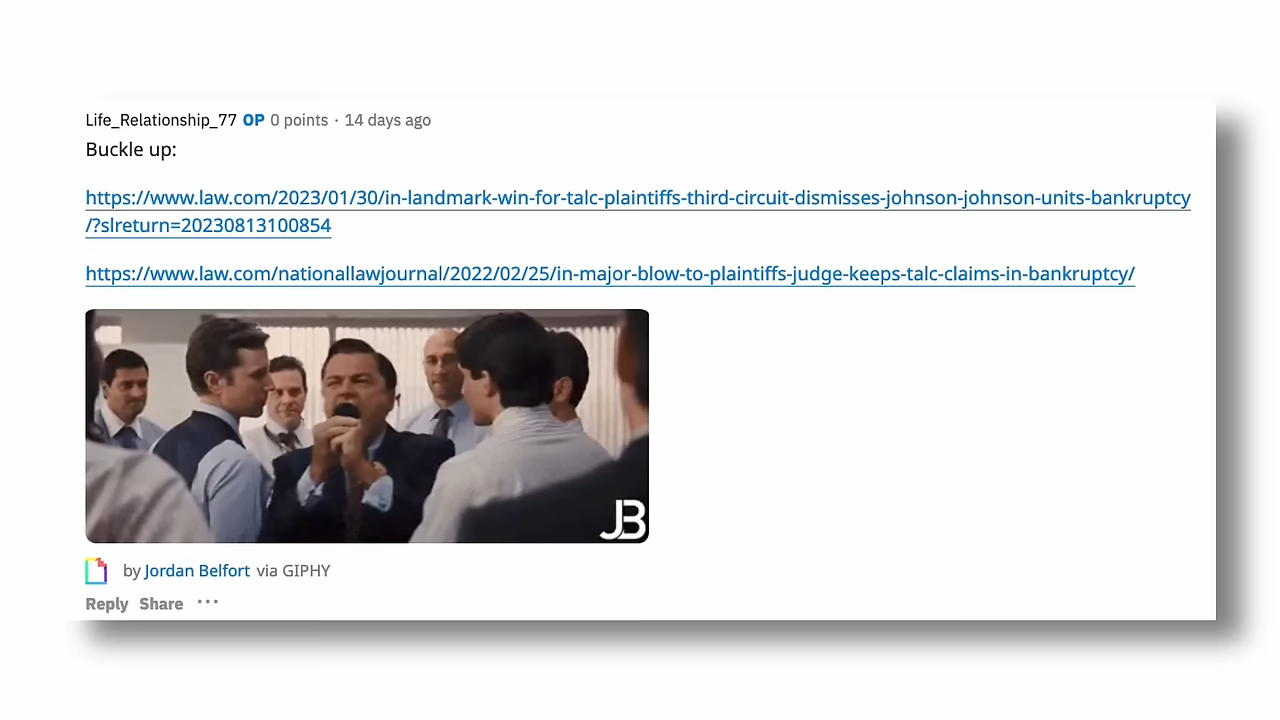 Life_Relationship_77 OP 0 points · 14 days ago
Buckle up:
https://www.law.com/2023/01/30/in-landmark-win-for-talc-plaintiffs-third-circuit-dismisses-johnson-johnson-units-bankruptcy
/?slreturn=20230813100854
https://www.law.com/nationallawjournal/2022/02/25/in-major-blow-to-plaintiffs-judge-keeps-talc-claims-in-bankruptcy/
JB
by Jordan Belfort via GIPHY
Reply Share ···